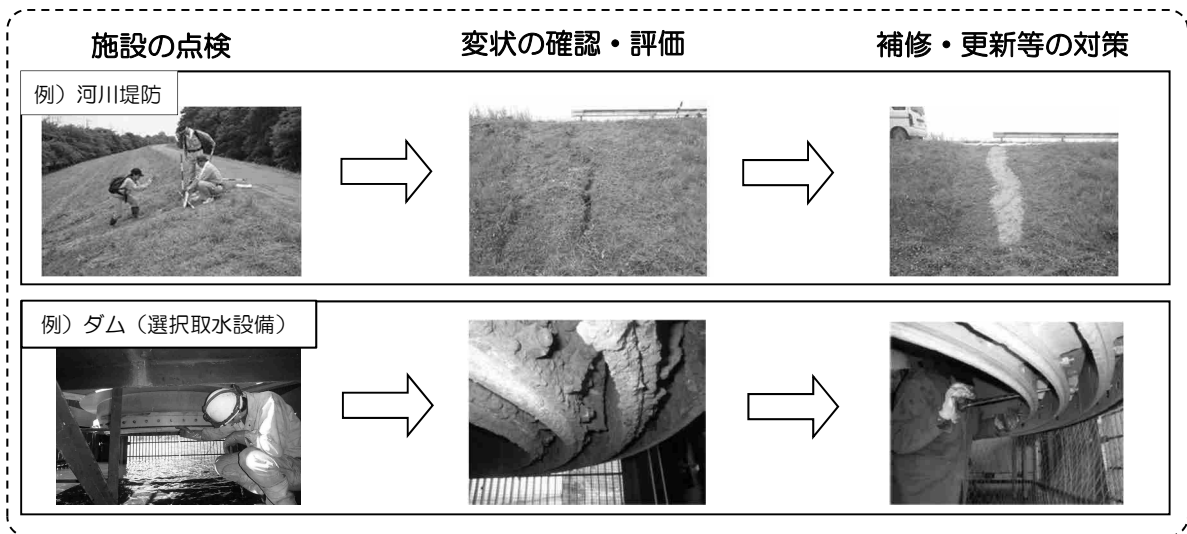 施設の点検
変状の確認・評価
補修・更新等の対策
例）河川堤防
例）ダム（選択取水設備）